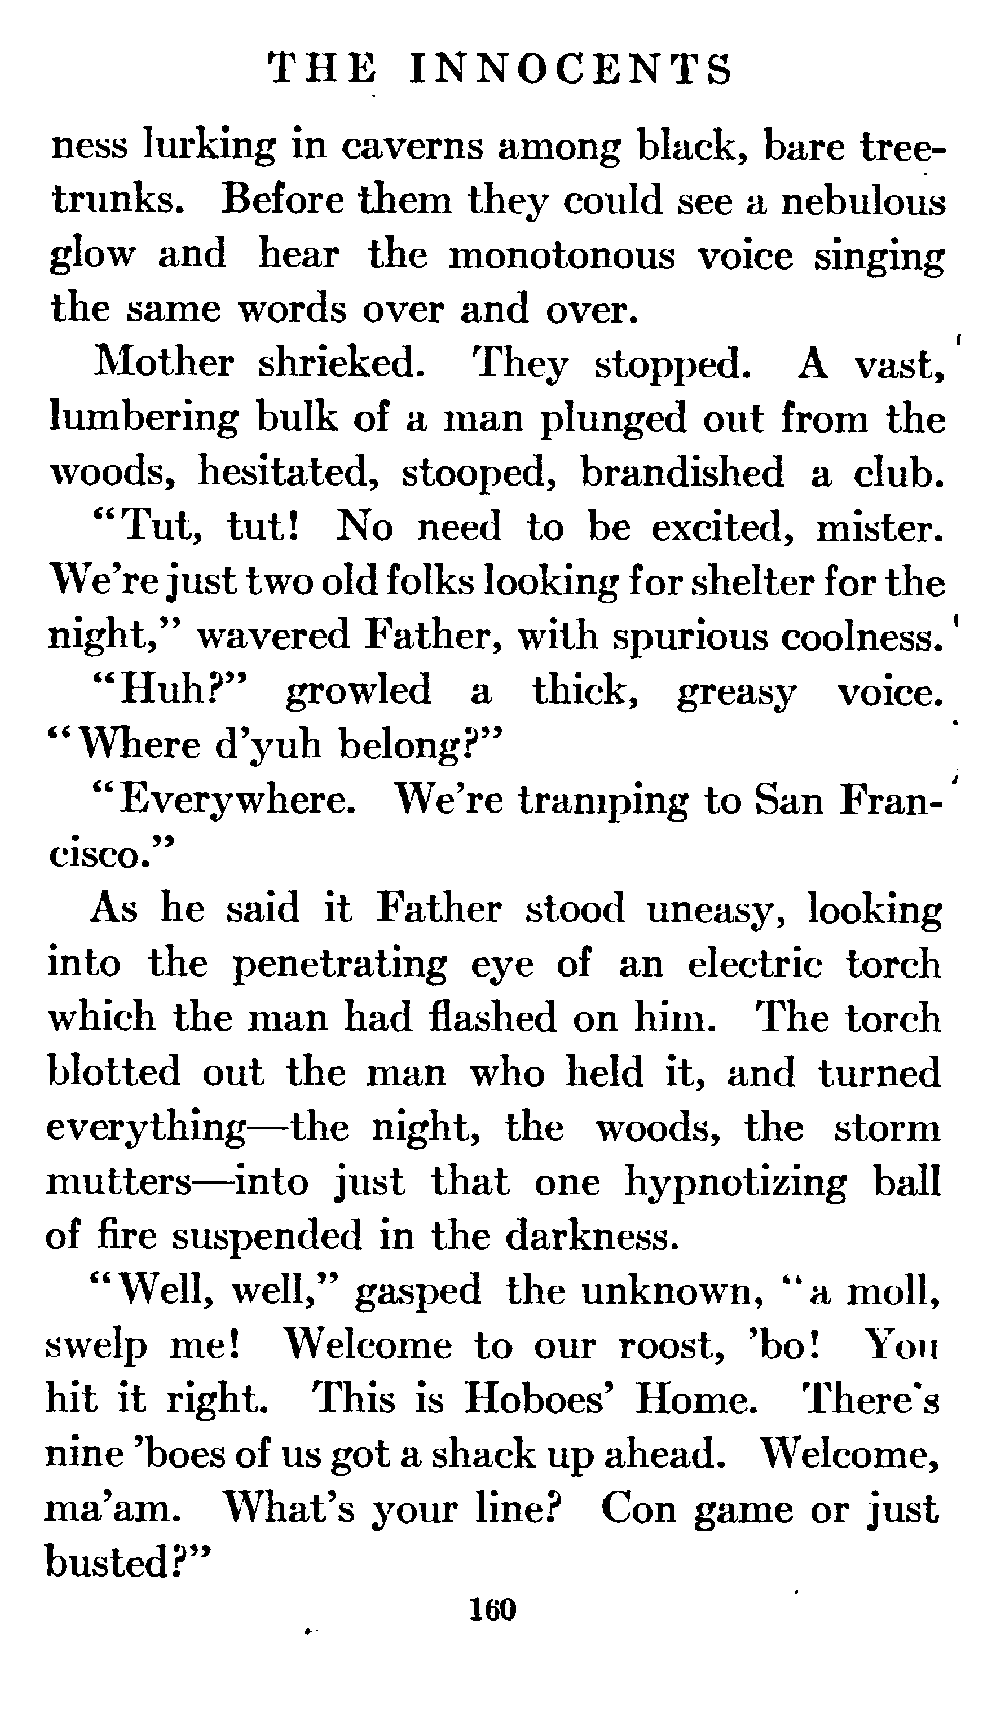 THE INNOCENTS
ness lurking in caverns among black, bare tree-
trunks. Before them they could see a nebulous
glow and hear the monotonous voice singing
the same words over and over.
Mother shrieked. They stopped. A vast,
lumbering bulk of a man plunged out from the
woods, hesitated, stooped, brandished a club.
“Tut, tut! No need to be excited, mister.
We’re just two old folks looking for shelter for the
night,” wavered Father, with spurious coolness.
“Huh?” growled a thick, greasy voice.
“Where d’yuh belong?”
“Everywhere. We’re tramping to San Fran-
cisco.”
As he said it Father stood uneasy, looking
into the penetrating eye of an electric torch
which the man had flashed on him. The torch
blotted out the man who held it, and turned
everything—the night, the woods, the storm
mutters—into just that one hypnotizing ball
of fire suspended in the darkness.
“Well, well,” gasped the unknown, “a moll,
swelp me! Welcome to our roost, ’bo! You
hit it right. This is Hoboes’ Home. There’s
nine ’boes of us got a shack up ahead. Welcome,
ma’am. What’s your line? Con game or just
busted?”
160